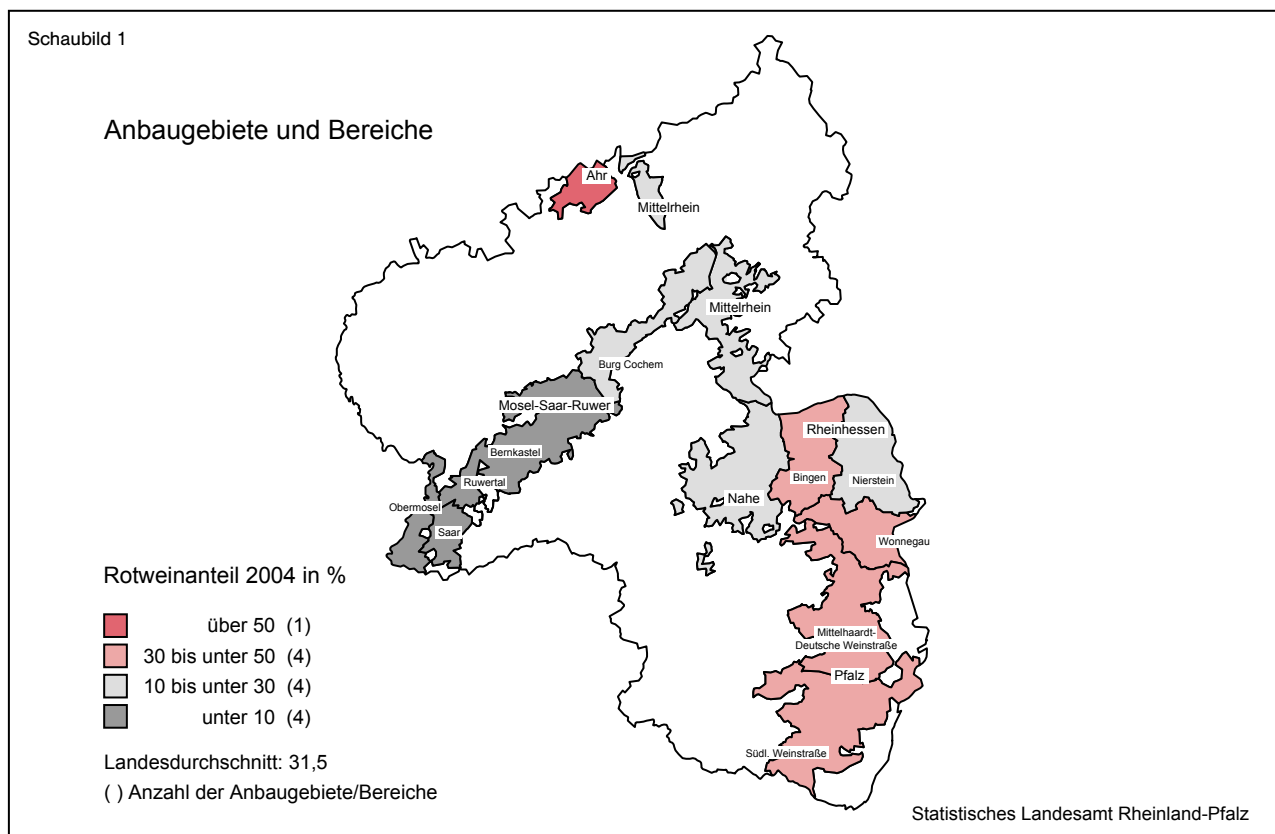 Schaubild 1
Anbaugebiete und Bereiche
Ahr
Mittelrhein
Mittelrhein
Burg Cochem
Mosel-Saar-Ruwer
Bernkastel
Ruwertal
Obermosel
Saar
Rheinhessen
Bingen
Nierstein
Nahe
Wonnegau
Mittelhaardt-
Deutsche Weinstraße
Pfalz
Südl. Weinstraße
Rotweinanteil 2004 in %
über 50 (1)
30 bis unter 50 (4)
10 bis unter 30 (4)
unter 10 (4)
Landesdurchschnitt: 31,5
( ) Anzahl der Anbaugebiete/Bereiche
Statistisches Landesamt Rheinland-Pfalz